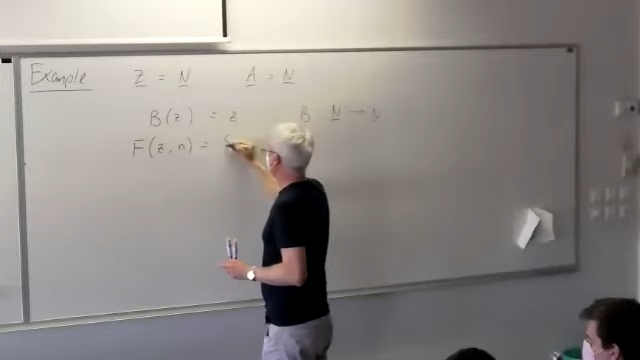 Example Z = N A = N
B(z) = z B N → N
F(z, n) = S